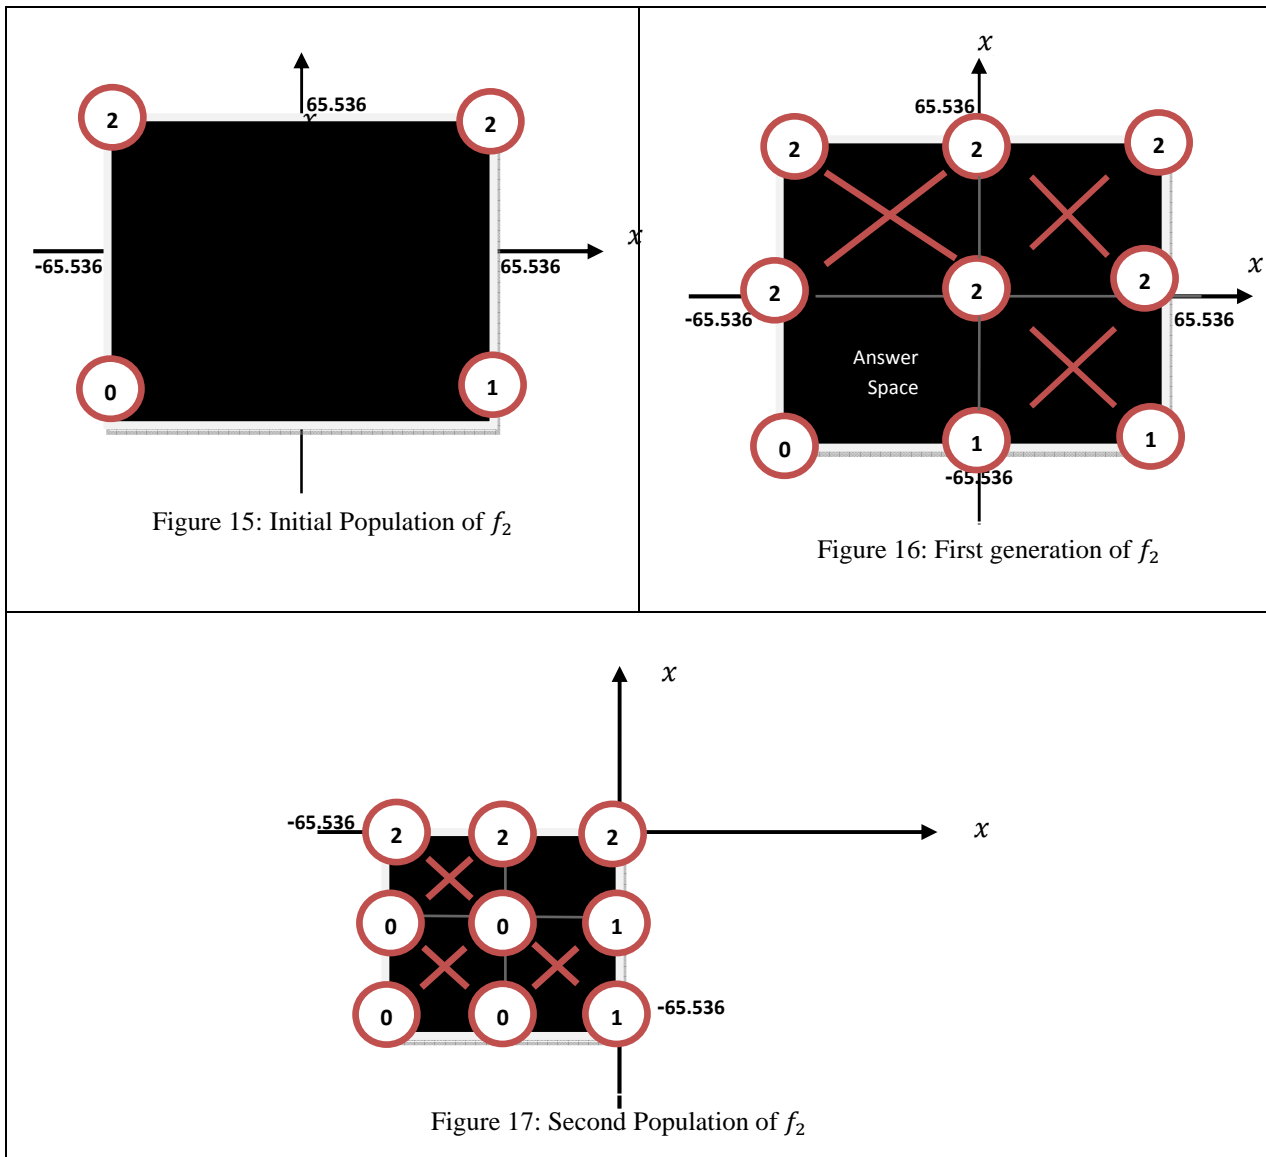 65.536
x
2
2
-65.536
65.536
x
0
1
Figure 15: Initial Population of f₂
x
65.536
2
2
2
x
2
2
2
-65.536
65.536
Answer
Space
0
1
1
-65.536
Figure 16: First generation of f₂
x
-65.536
2
2
2
x
0
0
1
0
0
1
-65.536
Figure 17: Second Population of f₂